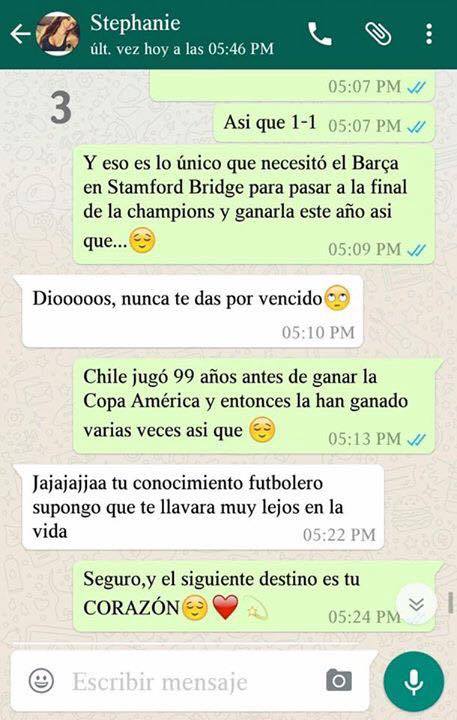 Stephanie
últ. vez hoy a las 05:46 PM
3
05:07 PM
Asi que 1-1 05:07 PM
Y eso es lo único que necesitó el Barça
en Stamford Bridge para pasar a la final
de la champions y ganarla este año asi
que...😌 05:09 PM
Diooooos, nunca te das por vencido🙄
05:10 PM
Chile jugó 99 años antes de ganar la
Copa América y entonces la han ganado
varias veces asi que 😌 05:13 PM
Jajajajjaa tu conocimiento futbolero
supongo que te llavara muy lejos en la
vida 05:22 PM
Seguro,y el siguiente destino es tu
CORAZÓN😌❤️💫 05:24 PM
Escribir mensaje